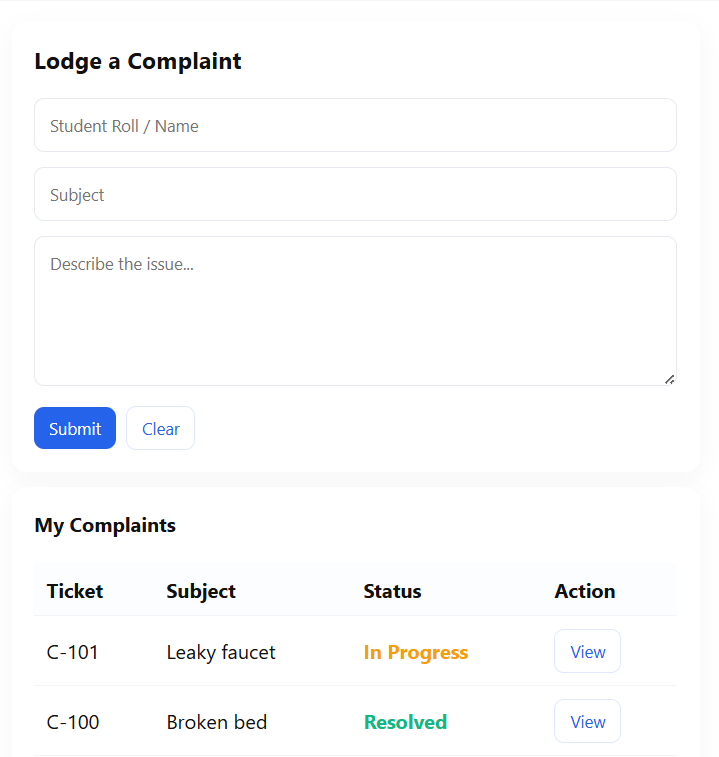 Lodge a Complaint
Student Roll / Name
Subject
Describe the issue...
Submit Clear
My Complaints
Ticket Subject Status Action
C-101 Leaky faucet In Progress View
C-100 Broken bed Resolved View